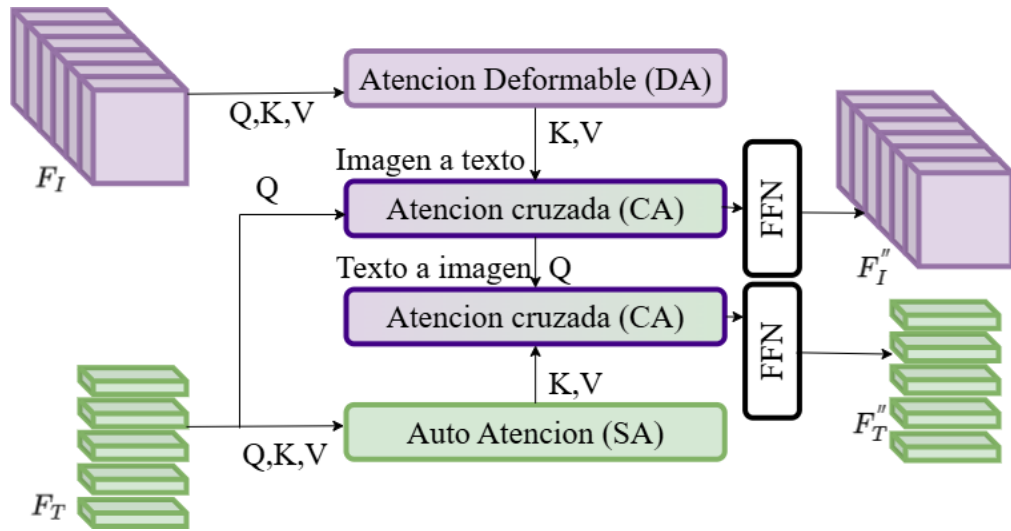 Atencion Deformable (DA)
Q,K,V
K,V
F_I
Imagen a texto
Q
Atencion cruzada (CA)
FFN
F_I''
Texto a imagen
Q
Atencion cruzada (CA)
FFN
K,V
Auto Atencion (SA)
Q,K,V
F_T
F_T''